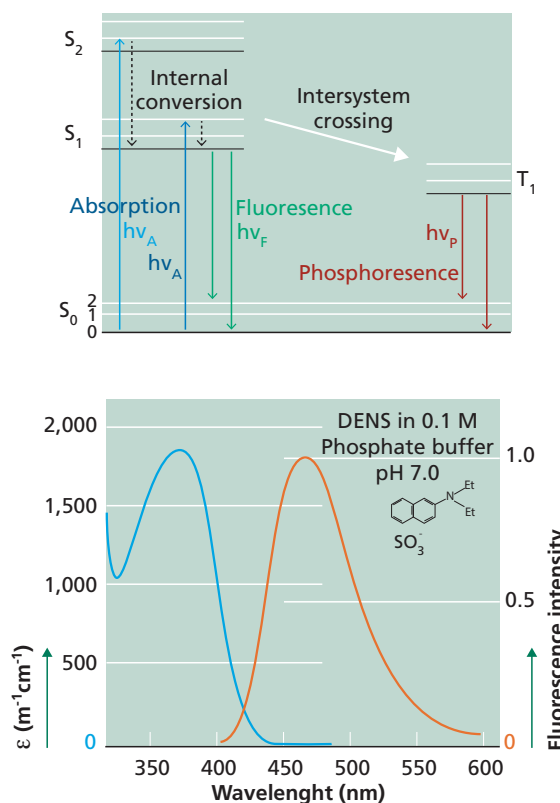 S2
Internal
conversion
Intersystem
crossing
S1
T1
Absorption
Fluoresence
hvA
hvF
hvP
hvA
Phosphoresence
S0
2
1
0
2,000
DENS in 0.1 M
Phosphate buffer
pH 7.0
1.0
Et
N
Et
SO3-
1,500
1,000
0.5
500
0
0
ε (m-1cm-1)
Fluorescence intensity
350
400
450
500
550
600
Wavelenght (nm)